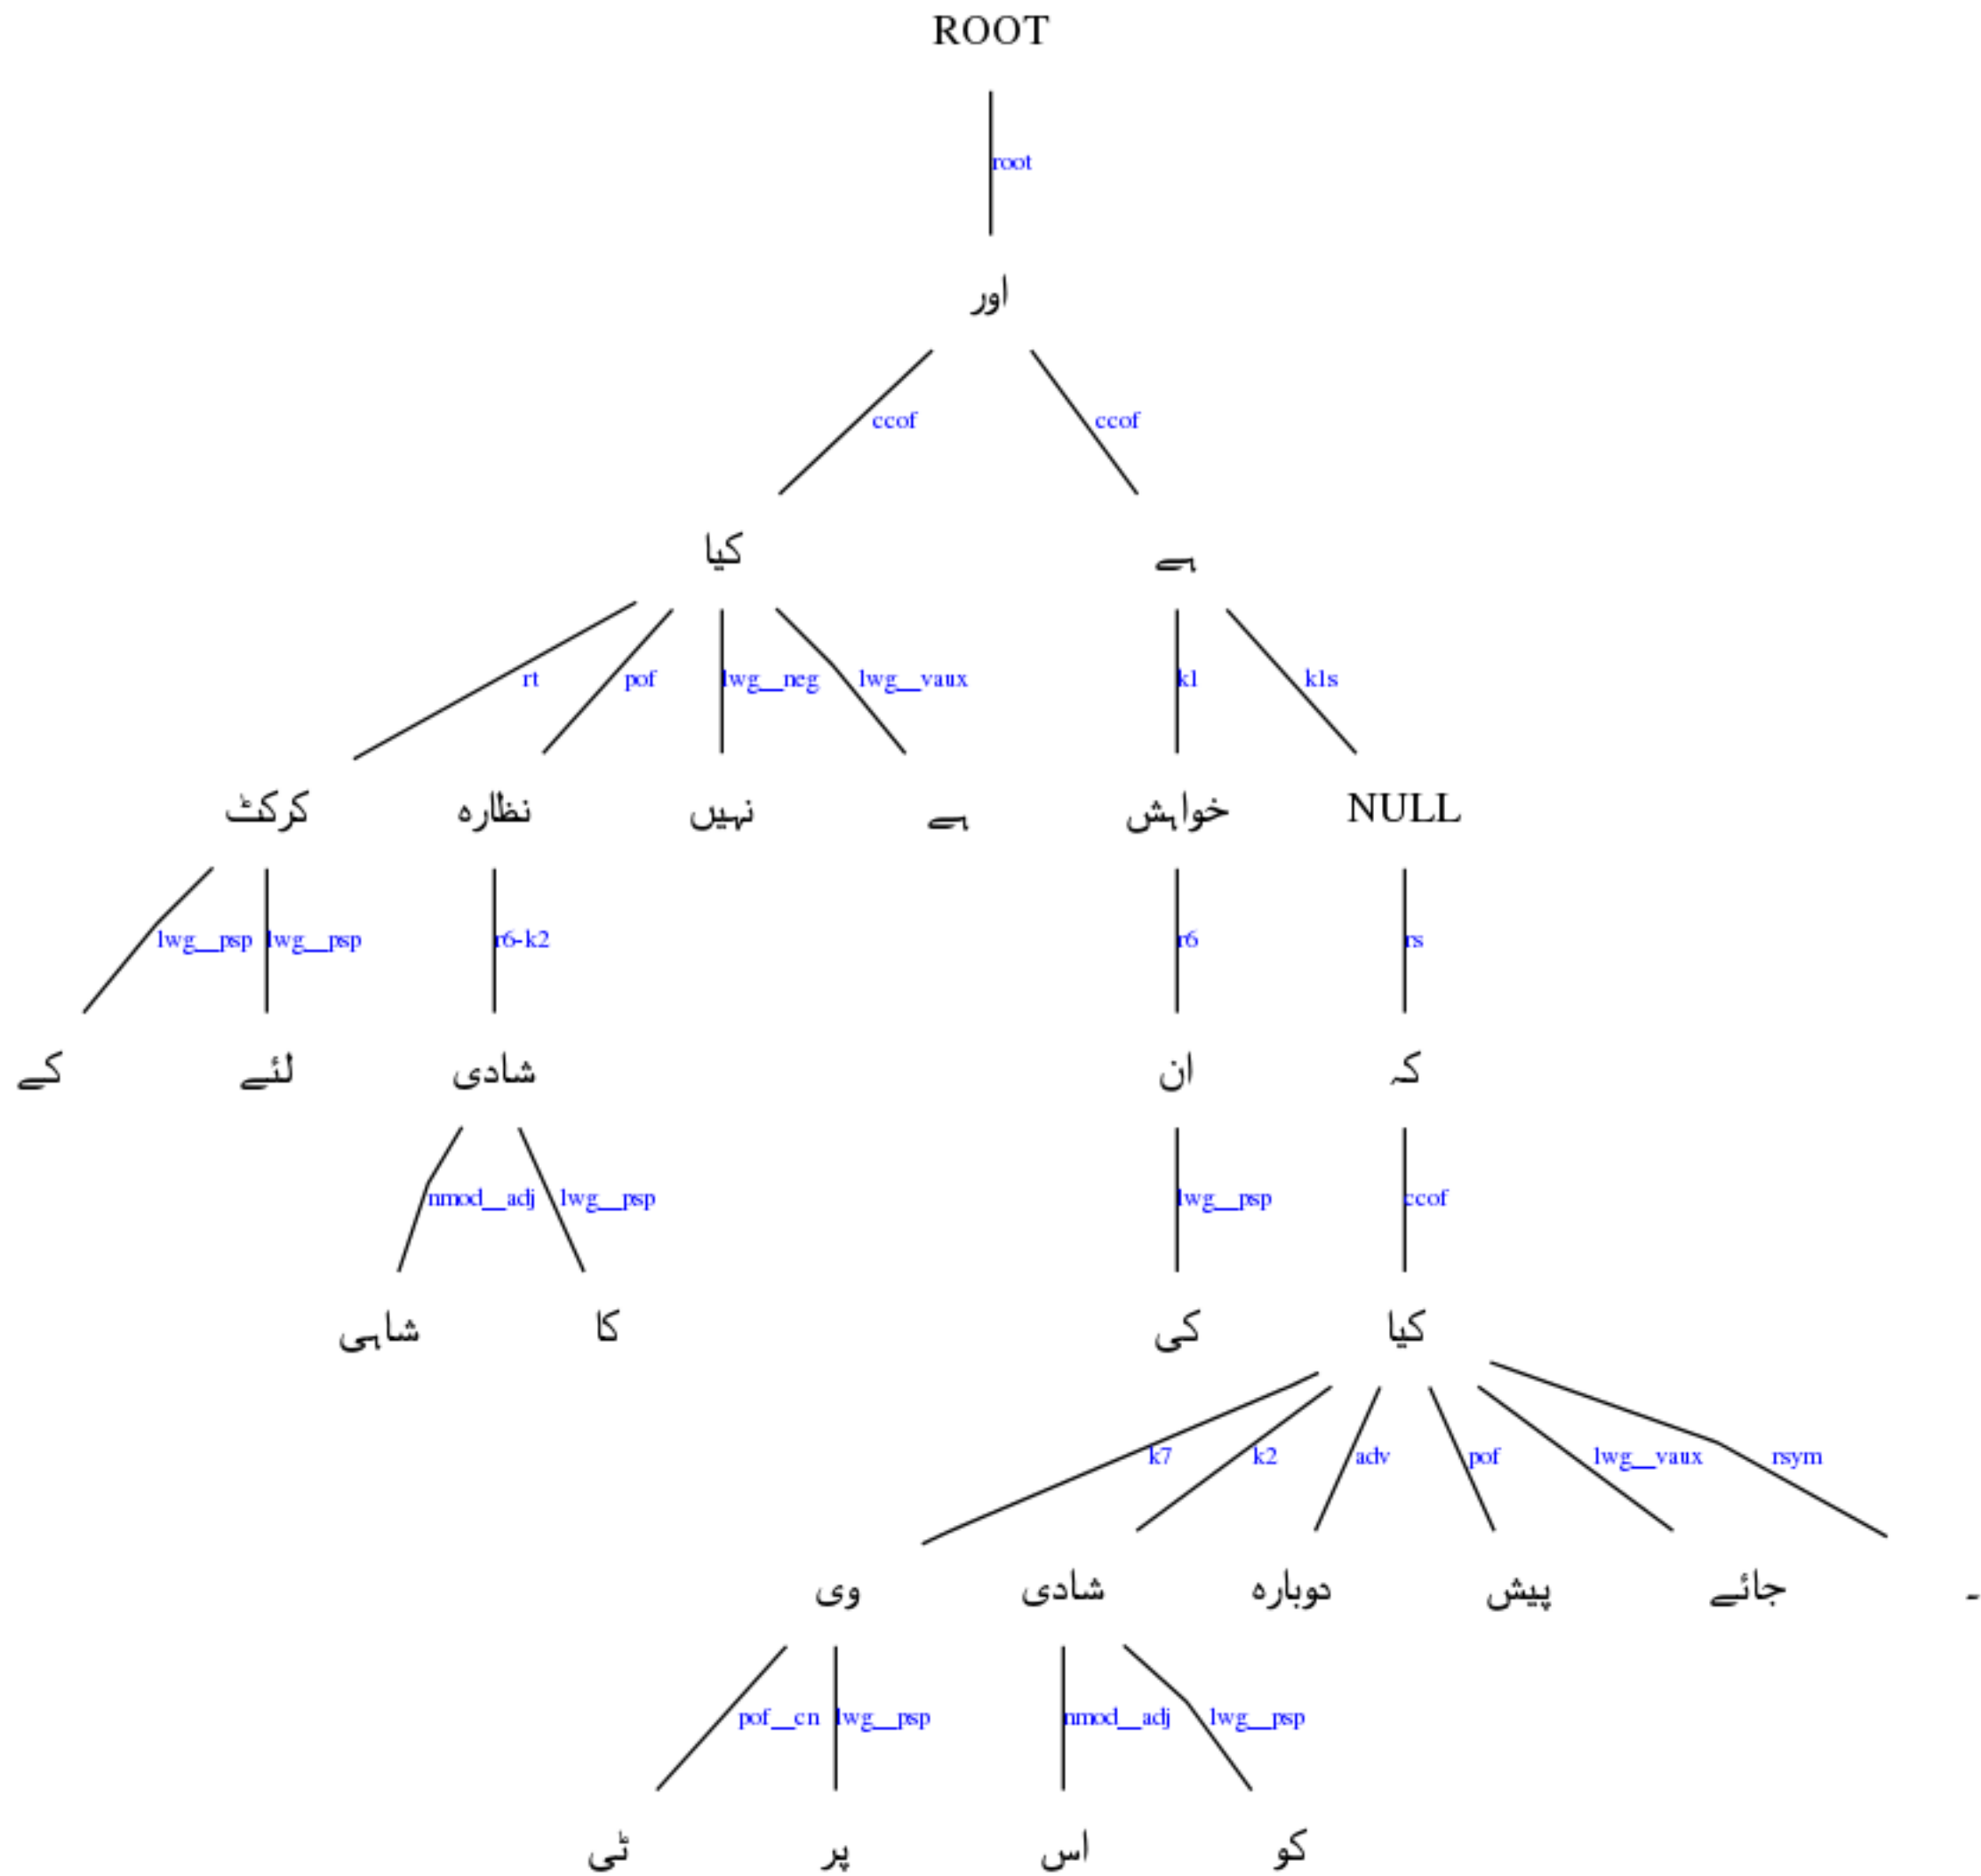 ROOT
root
اور
ccof ccof
کیا ہے
rt pof lwg__neg lwg__vaux k1 k1s
کرکٹ نظارہ نہیں ہے خواہش NULL
lwg__psp lwg__psp r6-k2 r6 rs
کے لئے شادی ان کہ
nmod__adj lwg__psp lwg__psp ccof
شاہی کا کی کیا
k7 k2 adv pof lwg__vaux rsym
وی شادی دوبارہ پیش جائے ۔
pof__cn lwg__psp nmod__adj lwg__psp
ٹی پر اس کو